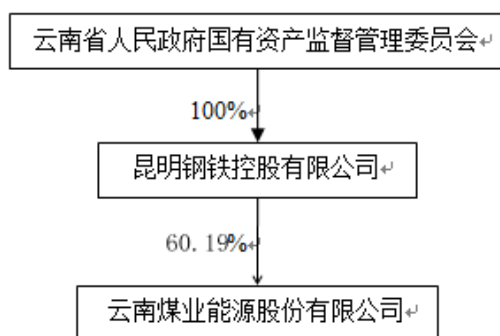 云南省人民政府国有资产监督管理委员会↵
100%↵
昆明钢铁控股有限公司↵
60.19%↵
云南煤业能源股份有限公司↵